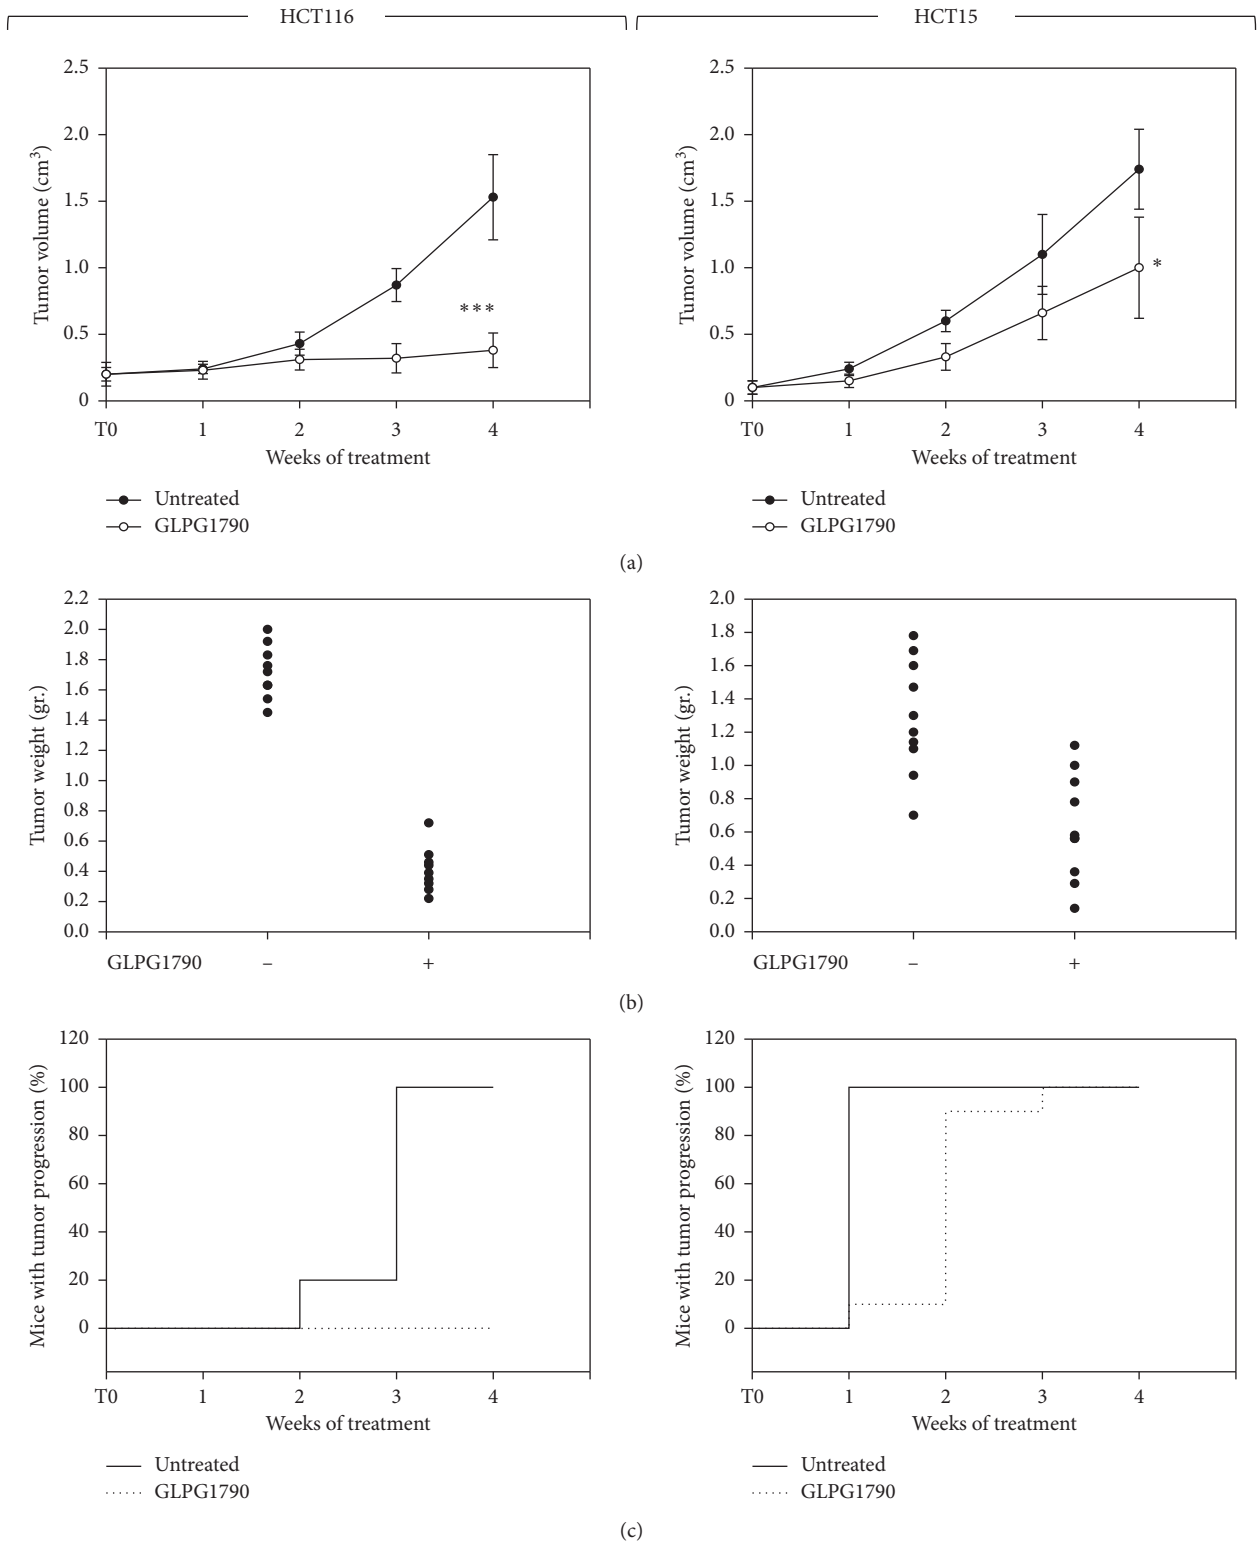 HCT116
HCT15
2.5
2.0
1.5
1.0
0.5
0
Tumor volume (cm³)
***
T0 1 2 3 4
Weeks of treatment
Untreated
GLPG1790
2.5
2.0
1.5
1.0
0.5
0
Tumor volume (cm³)
*
T0 1 2 3 4
Weeks of treatment
Untreated
GLPG1790
(a)
2.2
2.0
1.8
1.6
1.4
1.2
1.0
0.8
0.6
0.4
0.2
0.0
Tumor weight (gr.)
GLPG1790 – +
2.0
1.8
1.6
1.4
1.2
1.0
0.8
0.6
0.4
0.2
0.0
Tumor weight (gr.)
GLPG1790 – +
(b)
120
100
80
60
40
20
0
Mice with tumor progression (%)
T0 1 2 3 4
Weeks of treatment
Untreated
GLPG1790
120
100
80
60
40
20
0
Mice with tumor progression (%)
T0 1 2 3 4
Weeks of treatment
Untreated
GLPG1790
(c)